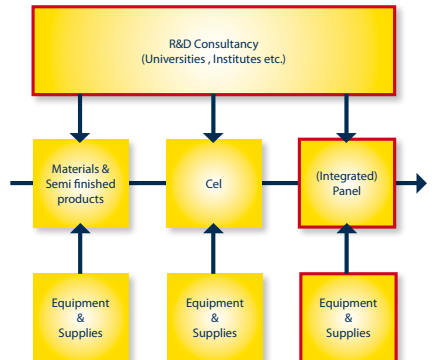 R&D Consultancy
(Universities , Institutes etc.)
Materials &
Semi finished
products
Cel
(Integrated)
Panel
Equipment
&
Supplies
Equipment
&
Supplies
Equipment
&
Supplies